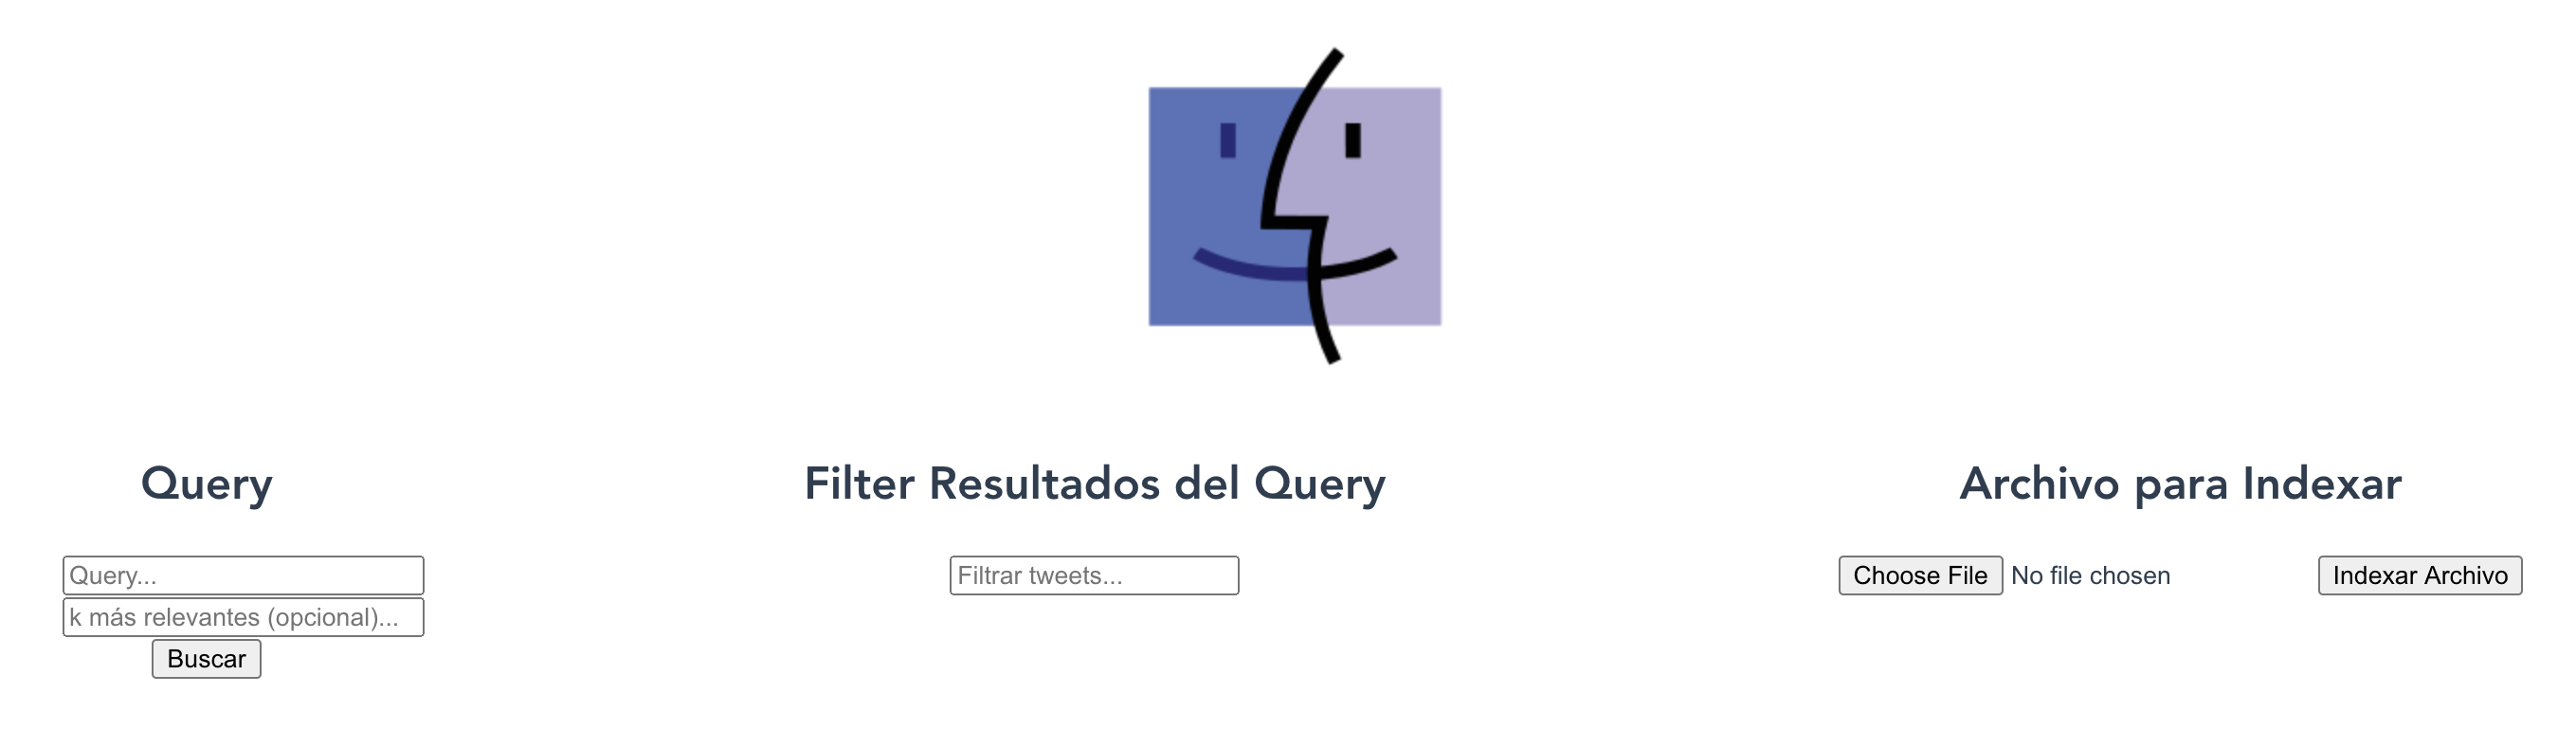 Query
Query...
k más relevantes (opcional)...
Buscar
Filter Resultados del Query
Filtrar tweets...
Archivo para Indexar
Choose File No file chosen
Indexar Archivo